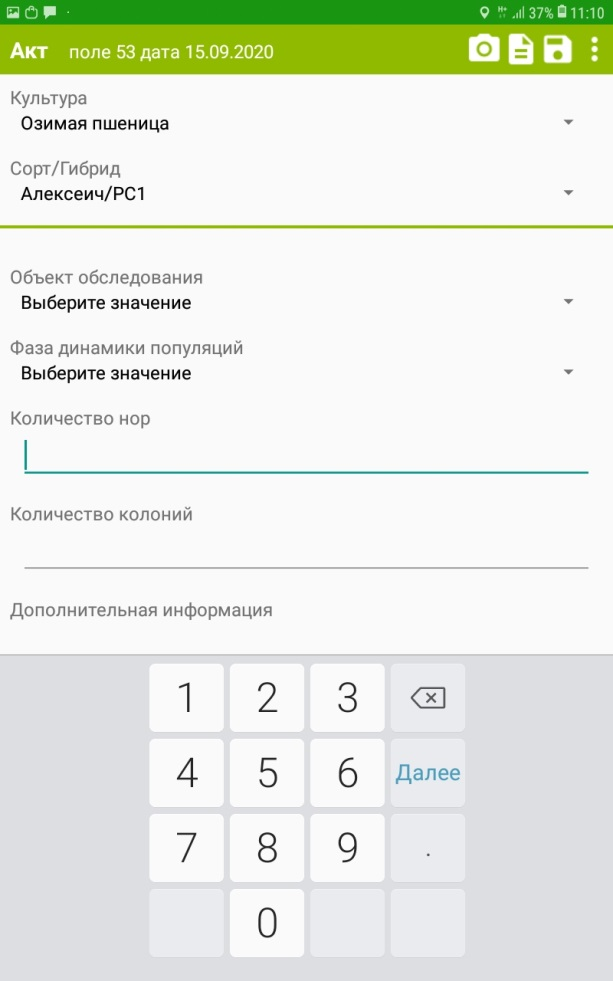 37% 11:10
Акт поле 53 дата 15.09.2020
Культура
Озимая пшеница
Сорт/Гибрид
Алексеич/РС1
Объект обследования
Выберите значение
Фаза динамики популяций
Выберите значение
Количество нор
Количество колоний
Дополнительная информация
1 2 3
4 5 6 Далее
7 8 9 .
0